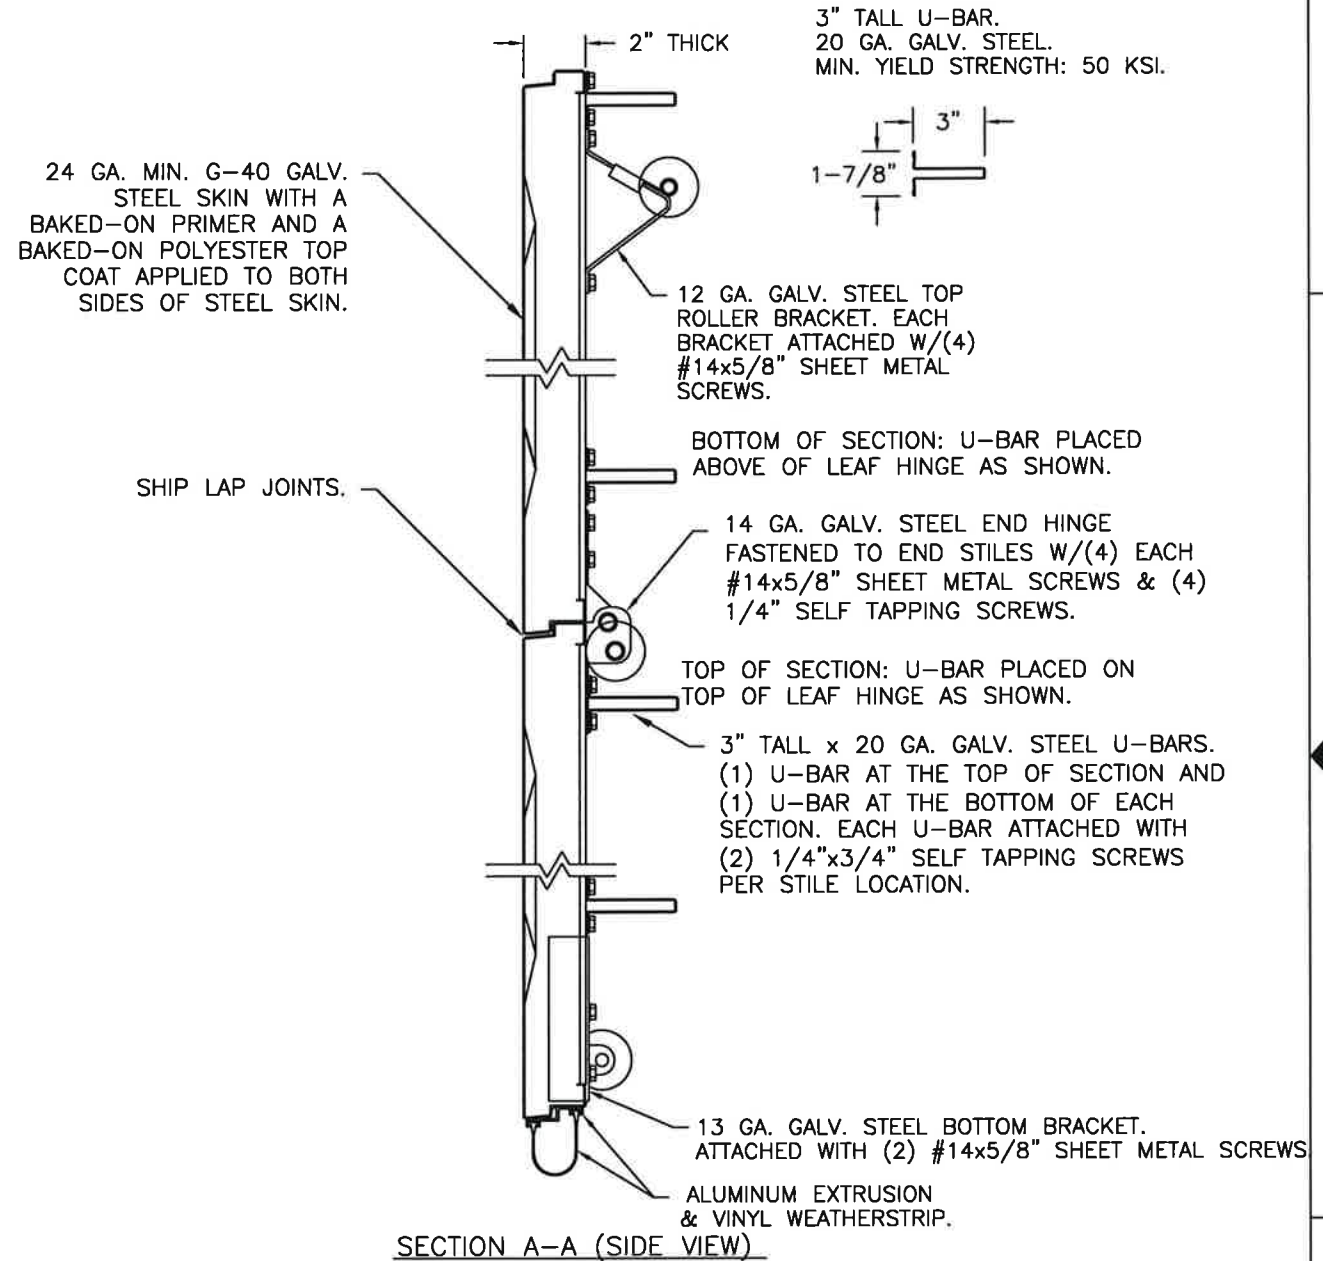 2" THICK
3" TALL U-BAR.
20 GA. GALV. STEEL.
MIN. YIELD STRENGTH: 50 KSI.
3"
1-7/8"
24 GA. MIN. G-40 GALV.
STEEL SKIN WITH A
BAKED-ON PRIMER AND A
BAKED-ON POLYESTER TOP
COAT APPLIED TO BOTH
SIDES OF STEEL SKIN.
12 GA. GALV. STEEL TOP
ROLLER BRACKET. EACH
BRACKET ATTACHED W/(4)
#14x5/8" SHEET METAL
SCREWS.
BOTTOM OF SECTION: U-BAR PLACED
ABOVE OF LEAF HINGE AS SHOWN.
SHIP LAP JOINTS.
14 GA. GALV. STEEL END HINGE
FASTENED TO END STILES W/(4) EACH
#14x5/8" SHEET METAL SCREWS & (4)
1/4" SELF TAPPING SCREWS.
TOP OF SECTION: U-BAR PLACED ON
TOP OF LEAF HINGE AS SHOWN.
3" TALL x 20 GA. GALV. STEEL U-BARS.
(1) U-BAR AT THE TOP OF SECTION AND
(1) U-BAR AT THE BOTTOM OF EACH
SECTION. EACH U-BAR ATTACHED WITH
(2) 1/4"x3/4" SELF TAPPING SCREWS
PER STILE LOCATION.
13 GA. GALV. STEEL BOTTOM BRACKET.
ATTACHED WITH (2) #14x5/8" SHEET METAL SCREWS
ALUMINUM EXTRUSION
& VINYL WEATHERSTRIP.
SECTION A-A (SIDE VIEW)